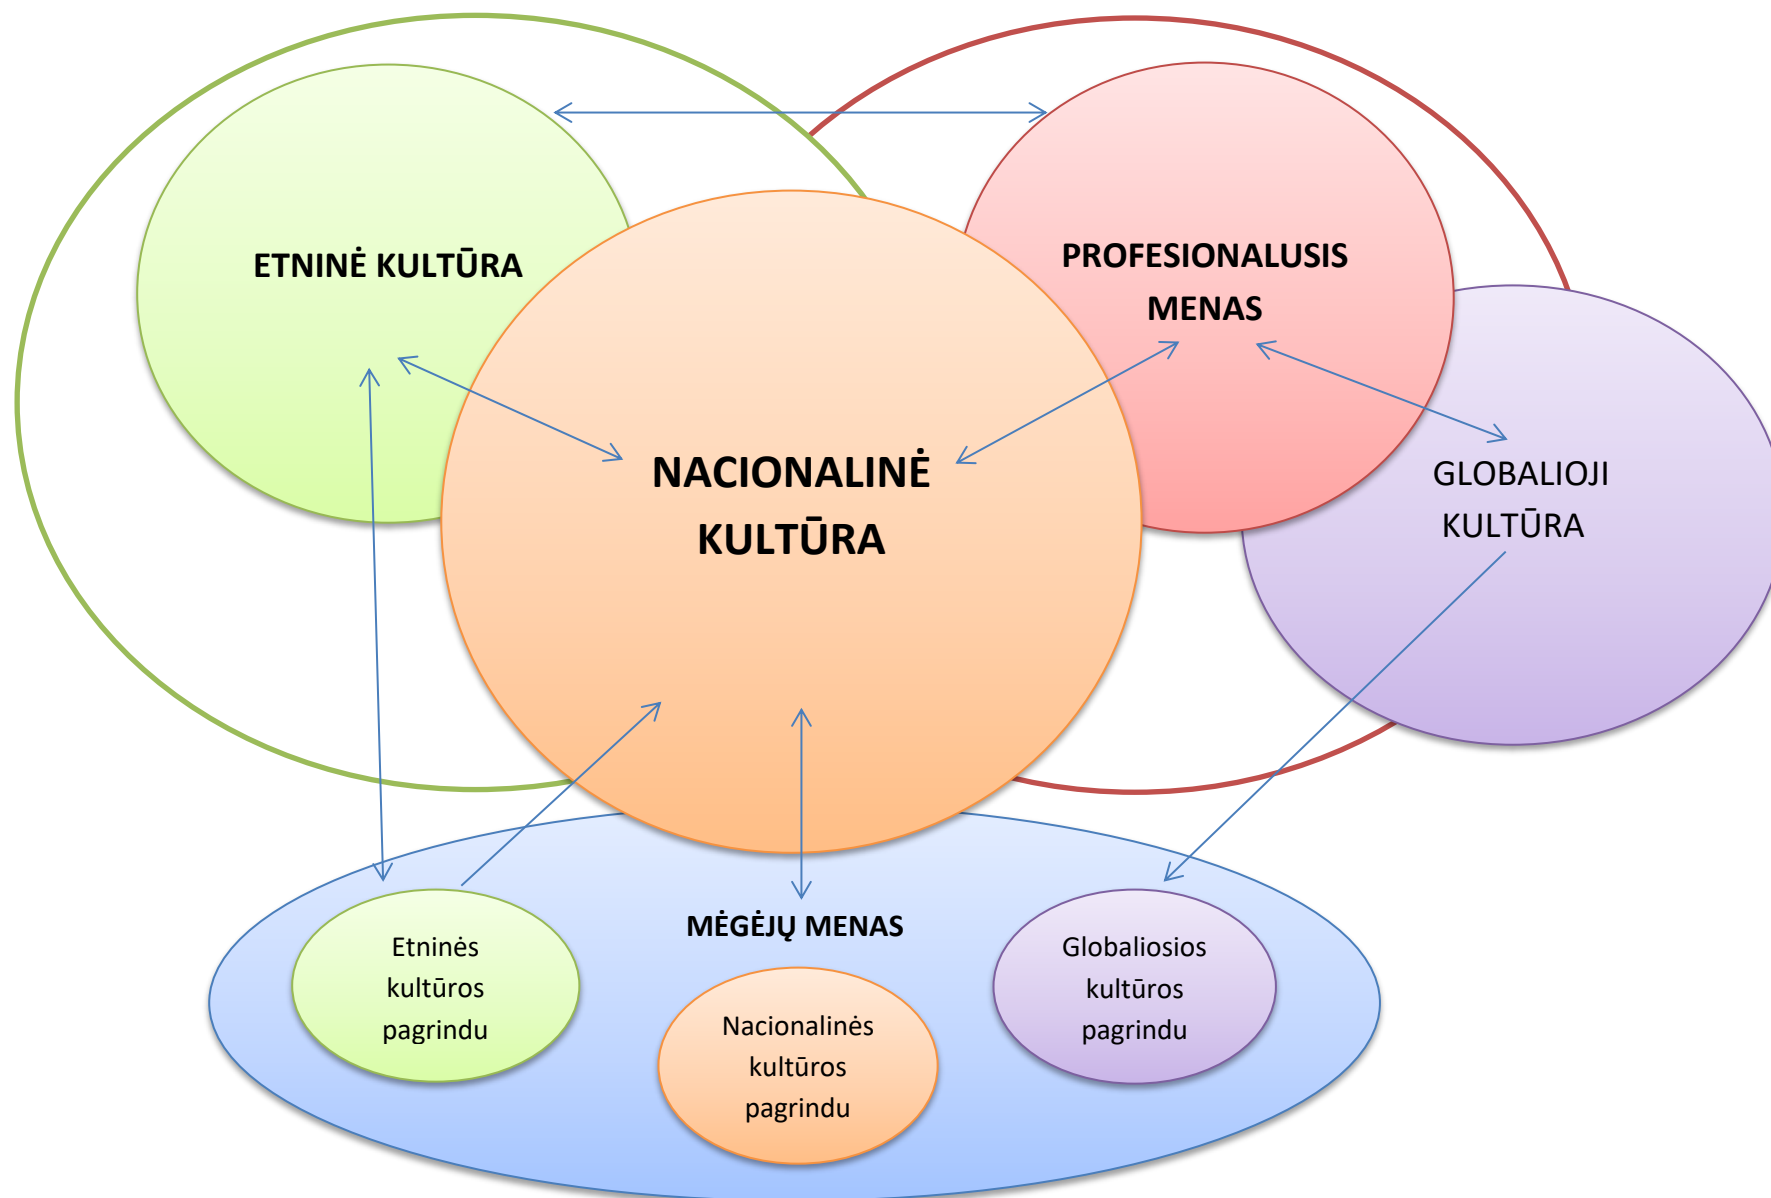 ETNINĖ KULTŪRA
PROFESIONALUSIS
MENAS
NACIONALINĖ
KULTŪRA
GLOBALIOJI
KULTŪRA
MĖGĖJŲ MENAS
Etninės
kultūros
pagrindu
Nacionalinės
kultūros
pagrindu
Globaliosios
kultūros
pagrindu